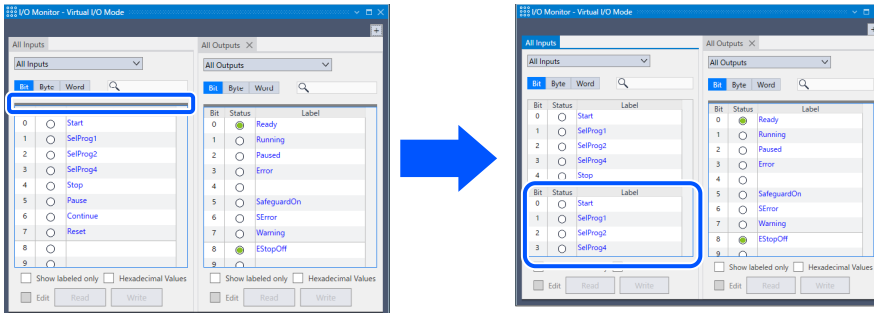 I/O Monitor - Virtual I/O Mode
All Inputs
All Inputs
Bit Byte Word
0 Start
1 SelProg1
2 SelProg2
3 SelProg4
4 Stop
5 Pause
6 Continue
7 Reset
8
9
Show labeled only Hexadecimal Values
Edit Read Write
All Outputs
All Outputs
Bit Byte Word
Bit Status Label
0 Ready
1 Running
2 Paused
3 Error
4
5 SafeguardOn
6 SError
7 Warning
8 EStopOff
9
Show labeled only Hexadecimal Values
Edit Read Write
I/O Monitor - Virtual I/O Mode
All Inputs
All Inputs
Bit Byte Word
Bit Status Label
0 Start
1 SelProg1
2 SelProg2
3 SelProg4
4 Stop
Bit Status Label
0 Start
1 SelProg1
2 SelProg2
3 SelProg4
Edit Read Write
All Outputs
All Outputs
Bit Byte Word
Bit Status Label
0 Ready
1 Running
2 Paused
3 Error
4
5 SafeguardOn
6 SError
7 Warning
8 EStopOff
9
Show labeled only Hexadecimal Values
Edit Read Write